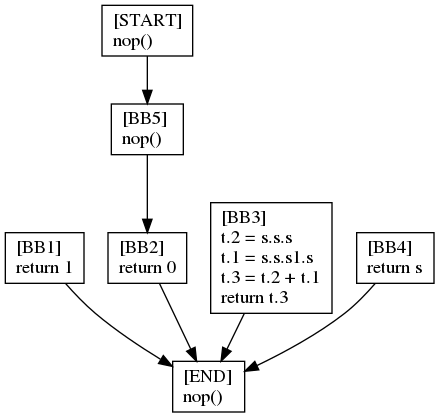 [START]
nop()
[BB5]
nop()
[BB1]
return 1
[BB2]
return 0
[BB3]
t.2 = s.s.s
t.1 = s.s.s1.s
t.3 = t.2 + t.1
return t.3
[BB4]
return s
[END]
nop()